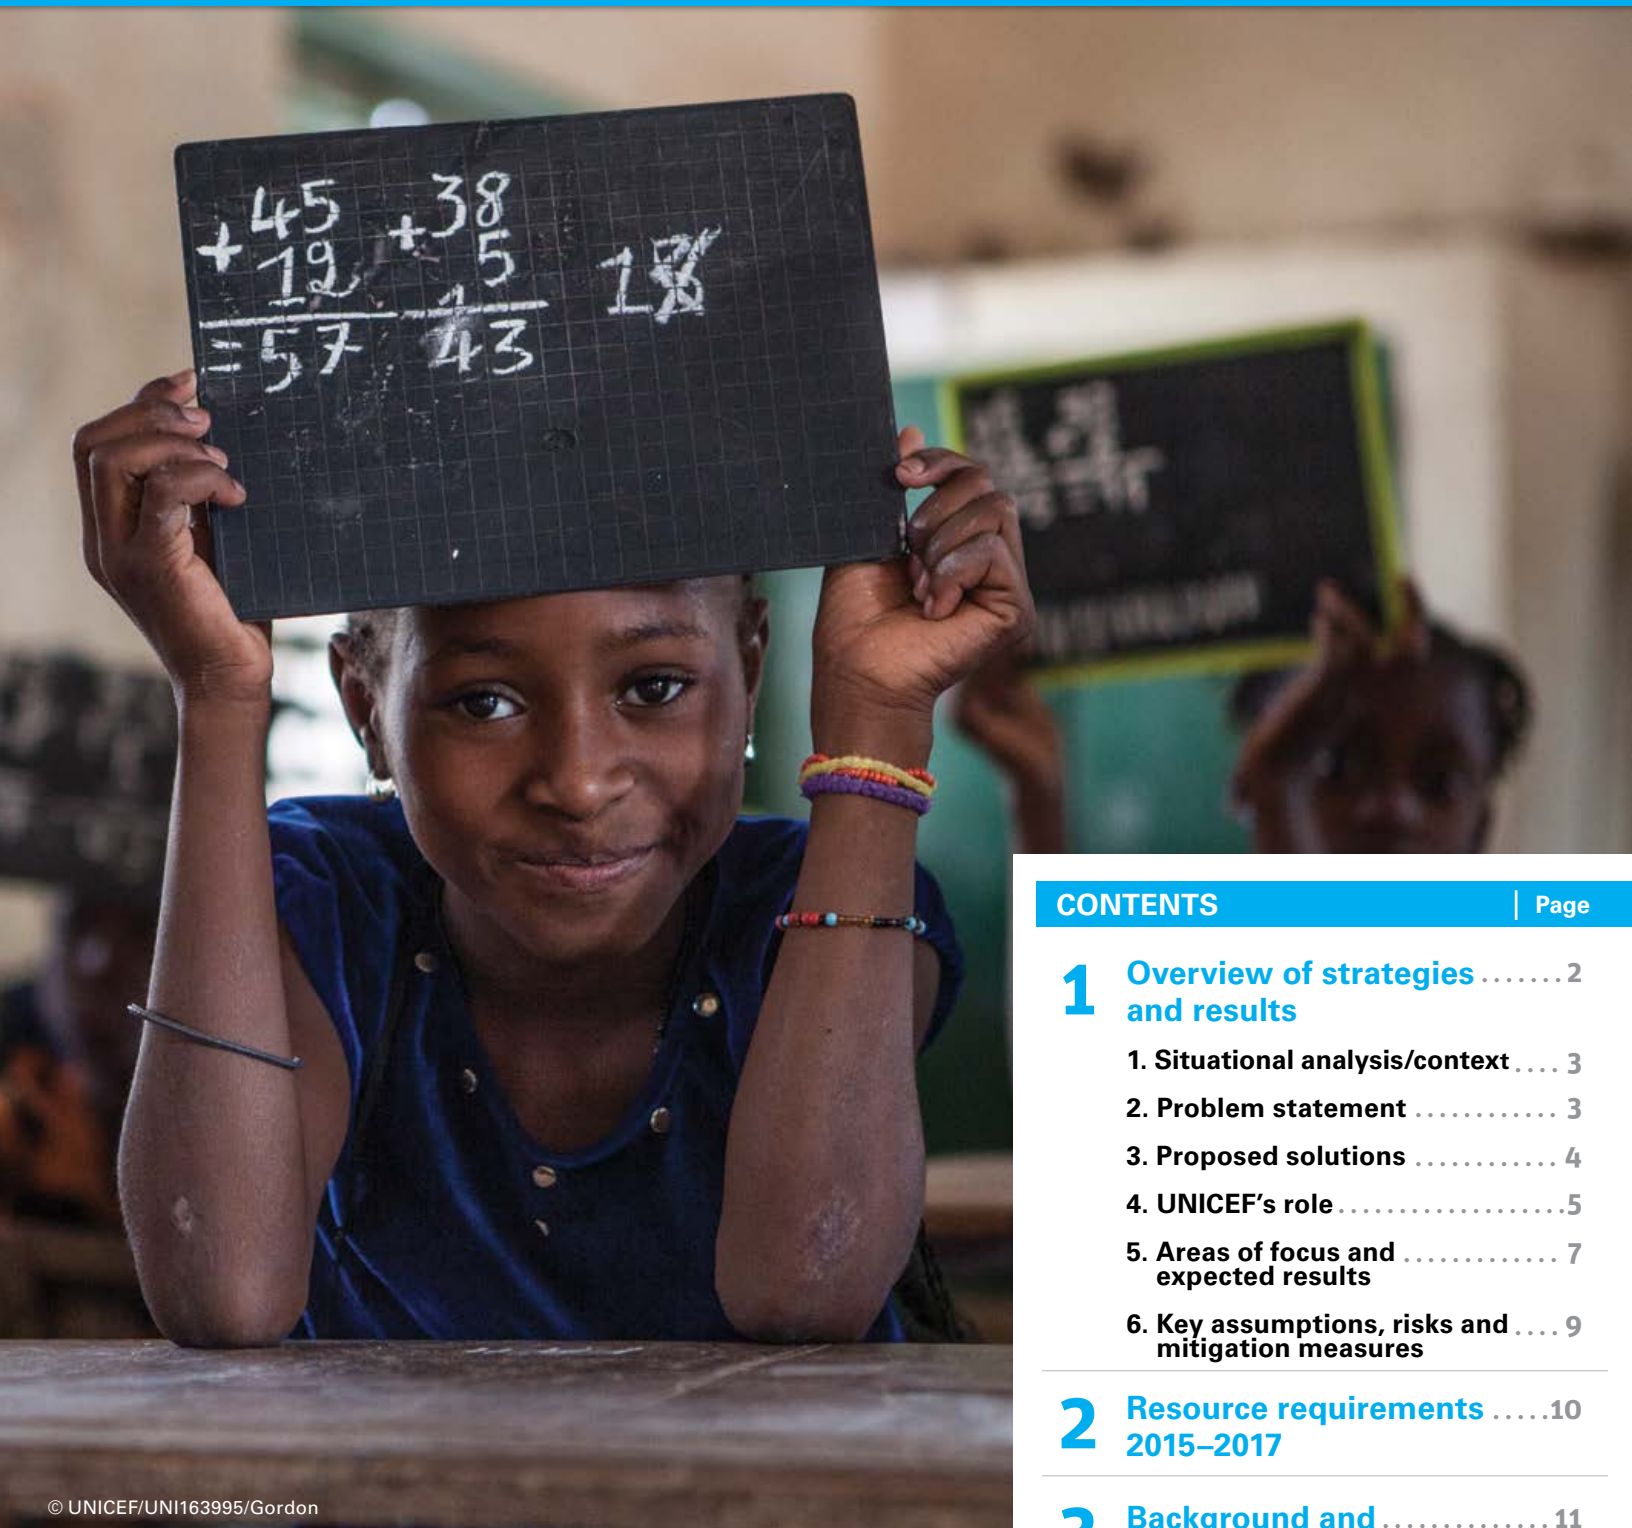 45 +38
+ 12 5
1
=57 43
CONTENTS | Page
1 Overview of strategies ....... 2
and results
1. Situational analysis/context .... 3
2. Problem statement ............ 3
3. Proposed solutions ............ 4
4. UNICEF’s role ................... 5
5. Areas of focus and ............. 7
expected results
6. Key assumptions, risks and .... 9
mitigation measures
2 Resource requirements ..... 10
2015–2017
Background and .............. 11
© UNICEF/UNI163995/Gordon